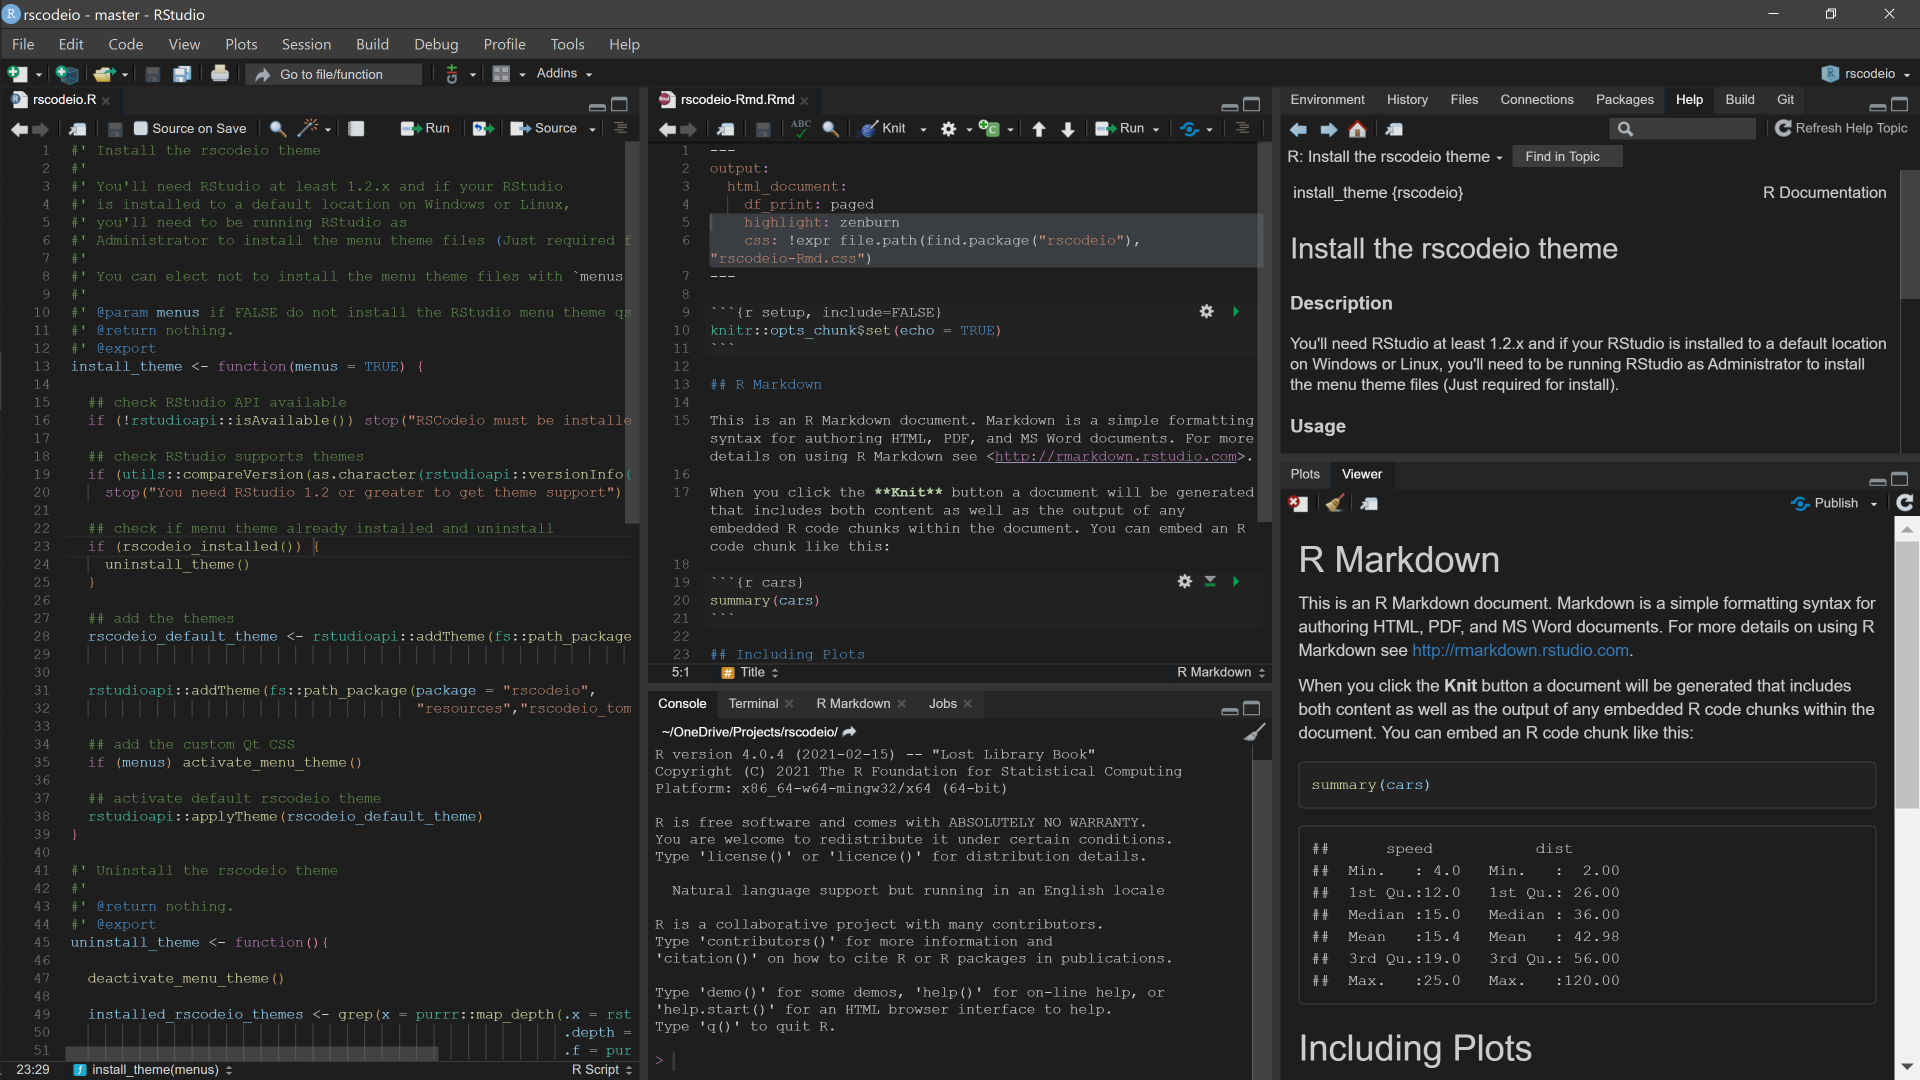 rscodeio - master - RStudio
File Edit Code View Plots Session Build Debug Profile Tools Help
Go to file/function Addins rscodeio
rscodeio.R
Source on Save Run Source
1 #' Install the rscodeio theme
2 #'
3 #' You'll need RStudio at least 1.2.x and if your RStudio
4 #' is installed to a default location on Windows or Linux,
5 #' you'll need to be running RStudio as
6 #' Administrator to install the menu theme files (Just required f
7 #'
8 #' You can elect not to install the menu theme files with `menus
9 #'
10 #' @param menus if FALSE do not install the RStudio menu theme qs
11 #' @return nothing.
12 #' @export
13 install_theme <- function(menus = TRUE) {
14
15 ## check RStudio API available
16 if (!rstudioapi::isAvailable()) stop("RSCodeio must be installe
17
18 ## check RStudio supports themes
19 if (utils::compareVersion(as.character(rstudioapi::versionInfo(
20 stop("You need RStudio 1.2 or greater to get theme support")
21
22 ## check if menu theme already installed and uninstall
23 if (rscodeio_installed()) {
24 uninstall_theme()
25 }
26
27 ## add the themes
28 rscodeio_default_theme <- rstudioapi::addTheme(fs::path_package
29
30
31 rstudioapi::addTheme(fs::path_package(package = "rscodeio",
32 "resources","rscodeio_tom
33
34 ## add the custom Qt CSS
35 if (menus) activate_menu_theme()
36
37 ## activate default rscodeio theme
38 rstudioapi::applyTheme(rscodeio_default_theme)
39 }
40
41 #' Uninstall the rscodeio theme
42 #'
43 #' @return nothing.
44 #' @export
45 uninstall_theme <- function(){
46
47 deactivate_menu_theme()
48
49 installed_rscodeio_themes <- grep(x = purrr::map_depth(.x = rst
50 .depth =
51 .f = pur
23:29 install_theme(menus) R Script
rscodeio-Rmd.Rmd
ABC Knit Run
1 ---
2 output:
3 html_document:
4 df_print: paged
5 highlight: zenburn
6 css: !expr file.path(find.package("rscodeio"),
"rscodeio-Rmd.css")
7 ---
8
9 ```{r setup, include=FALSE}
10 knitr::opts_chunk$set(echo = TRUE)
11 ```
12
13 ## R Markdown
14
15 This is an R Markdown document. Markdown is a simple formatting
syntax for authoring HTML, PDF, and MS Word documents. For more
details on using R Markdown see <http://rmarkdown.rstudio.com>.
16
17 When you click the **Knit** button a document will be generated
that includes both content as well as the output of any
embedded R code chunks within the document. You can embed an R
code chunk like this:
18
19 ```{r cars}
20 summary(cars)
21 ```
22
23 ## Including Plots
5:1 # Title R Markdown
Console Terminal R Markdown Jobs
~/OneDrive/Projects/rscodeio/
R version 4.0.4 (2021-02-15) -- "Lost Library Book"
Copyright (C) 2021 The R Foundation for Statistical Computing
Platform: x86_64-w64-mingw32/x64 (64-bit)
R is free software and comes with ABSOLUTELY NO WARRANTY.
You are welcome to redistribute it under certain conditions.
Type 'license()' or 'licence()' for distribution details.
Natural language support but running in an English locale
R is a collaborative project with many contributors.
Type 'contributors()' for more information and
'citation()' on how to cite R or R packages in publications.
Type 'demo()' for some demos, 'help()' for on-line help, or
'help.start()' for an HTML browser interface to help.
Type 'q()' to quit R.
>
Environment History Files Connections Packages Help Build Git
Refresh Help Topic
R: Install the rscodeio theme Find in Topic
install_theme {rscodeio} R Documentation
Install the rscodeio theme
Description
You'll need RStudio at least 1.2.x and if your RStudio is installed to a default location
on Windows or Linux, you'll need to be running RStudio as Administrator to install
the menu theme files (Just required for install).
Usage
Plots Viewer
Publish
R Markdown
This is an R Markdown document. Markdown is a simple formatting syntax for
authoring HTML, PDF, and MS Word documents. For more details on using R
Markdown see http://rmarkdown.rstudio.com.
When you click the Knit button a document will be generated that includes
both content as well as the output of any embedded R code chunks within the
document. You can embed an R code chunk like this:
summary(cars)
## speed dist
## Min. : 4.0 Min. : 2.00
## 1st Qu.:12.0 1st Qu.: 26.00
## Median :15.0 Median : 36.00
## Mean :15.4 Mean : 42.98
## 3rd Qu.:19.0 3rd Qu.: 56.00
## Max. :25.0 Max. :120.00
Including Plots